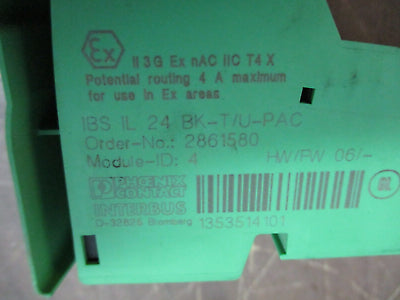 Ex II 3 G Ex nAC IIC T4 X
Potential routing 4 A maximum
for use in Ex areas
IBS IL 24 BK-T/U-PAC
Order-No.: 2861580
Module-ID: 4 HW/FW 06/-
PHOENIX
CONTACT
INTERBUS
D-32825 Blomberg 1353514101